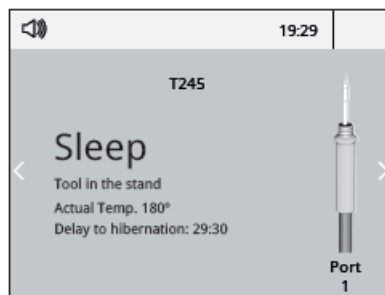 19:29
T245
Sleep
Tool in the stand
Actual Temp. 180°
Delay to hibernation: 29:30
Port
1